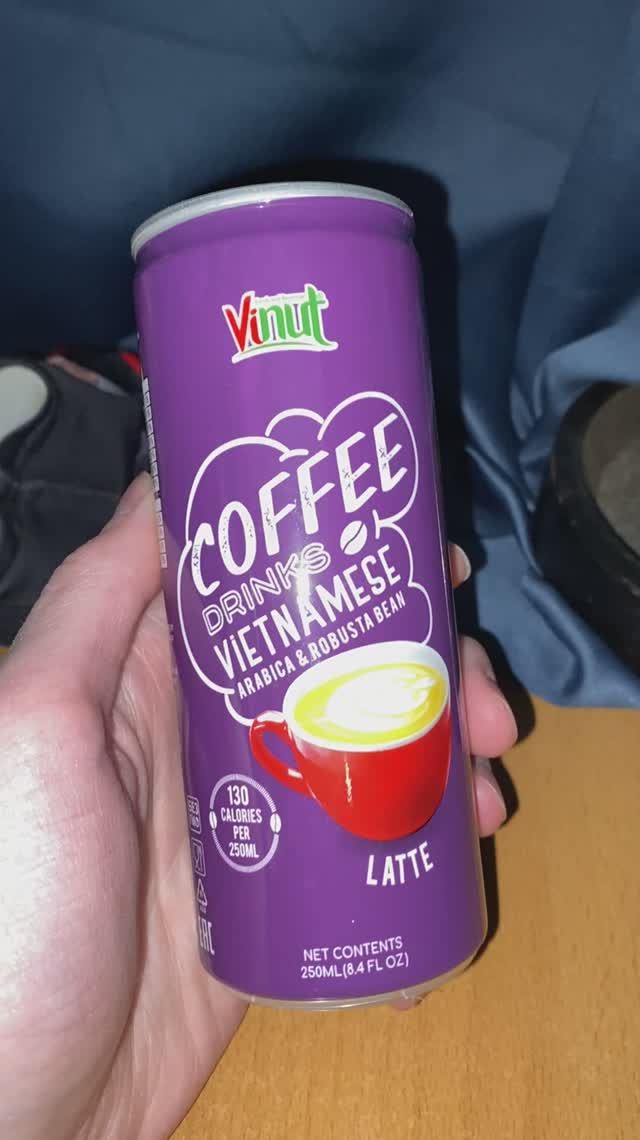 Vinut
COFFEE
DRINKS
VIETNAMESE
ARABICA & ROBUSTA BEAN
130
CALORIES
PER
250ML
LATTE
NET CONTENTS
250ML(8.4 FL OZ)
EAC